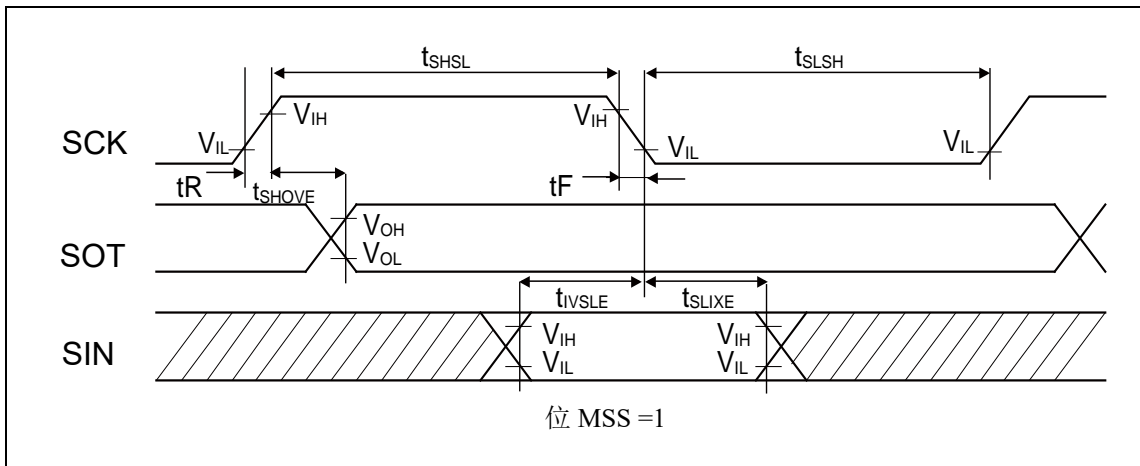 tSHSL tSLSH
SCK VIL VIH VIH VIL VIL
tR tSHOVE tF
SOT VOH
VOL
tIVSLE tSLIXE
SIN VIH VIH
VIL VIL
位 MSS =1